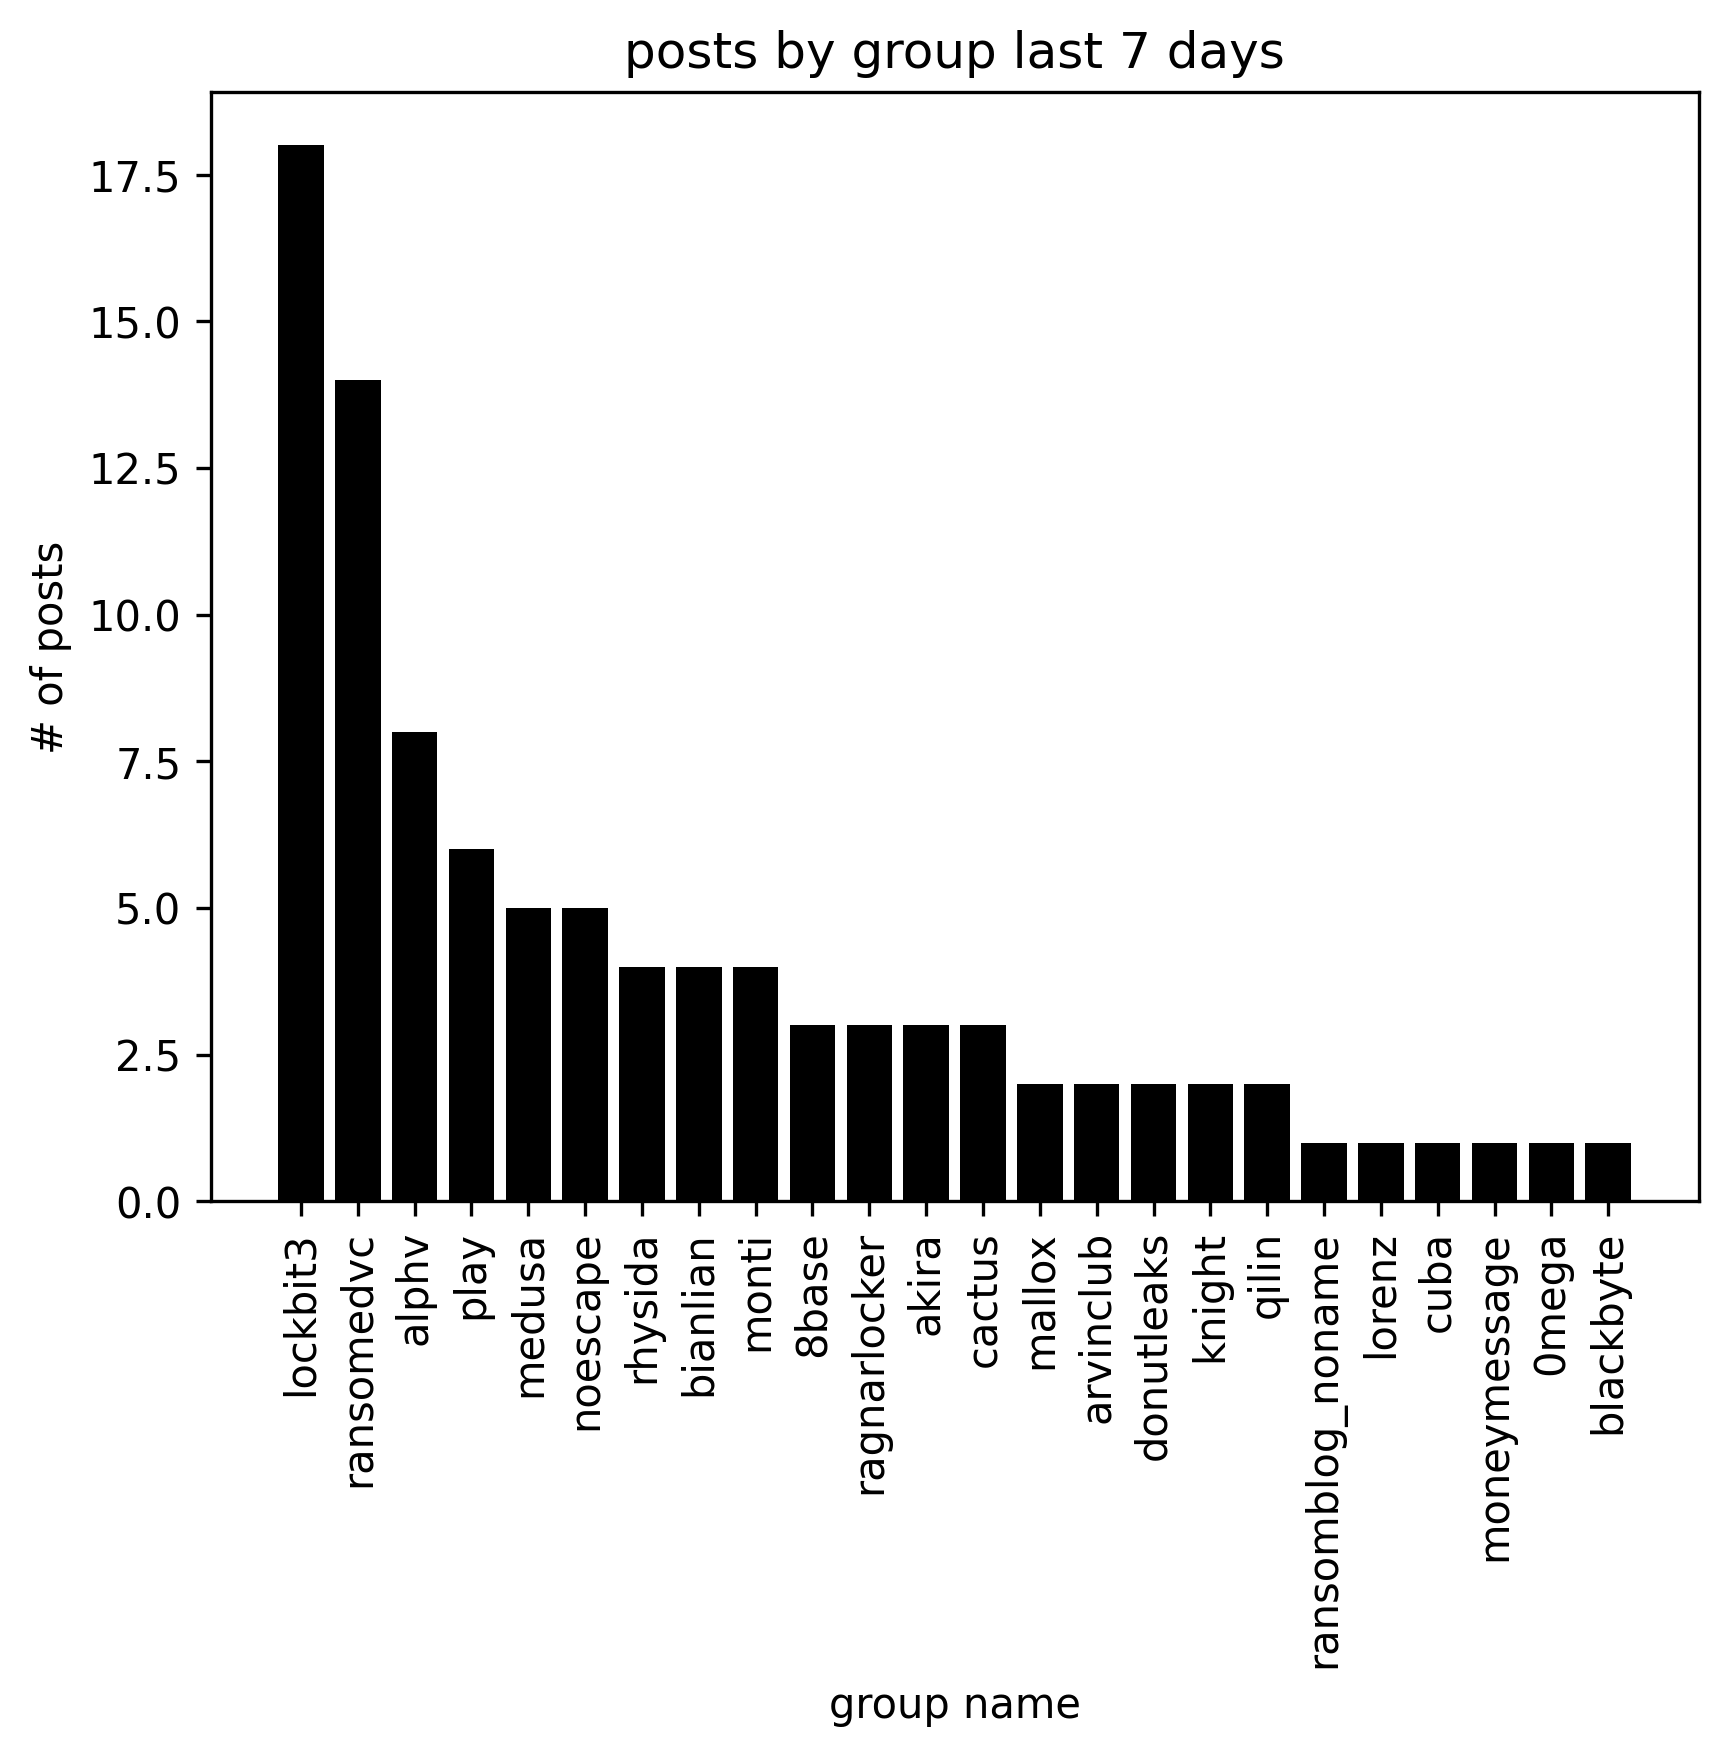 posts by group last 7 days
17.5
15.0
12.5
10.0
7.5
5.0
2.5
0.0
# of posts
lockbit3
ransomedvc
alphv
play
medusa
noescape
rhysida
bianlian
monti
8base
ragnarlocker
akira
cactus
mallox
arvinclub
donutleaks
knight
qilin
ransomblog_noname
lorenz
cuba
moneymessage
0mega
blackbyte
group name